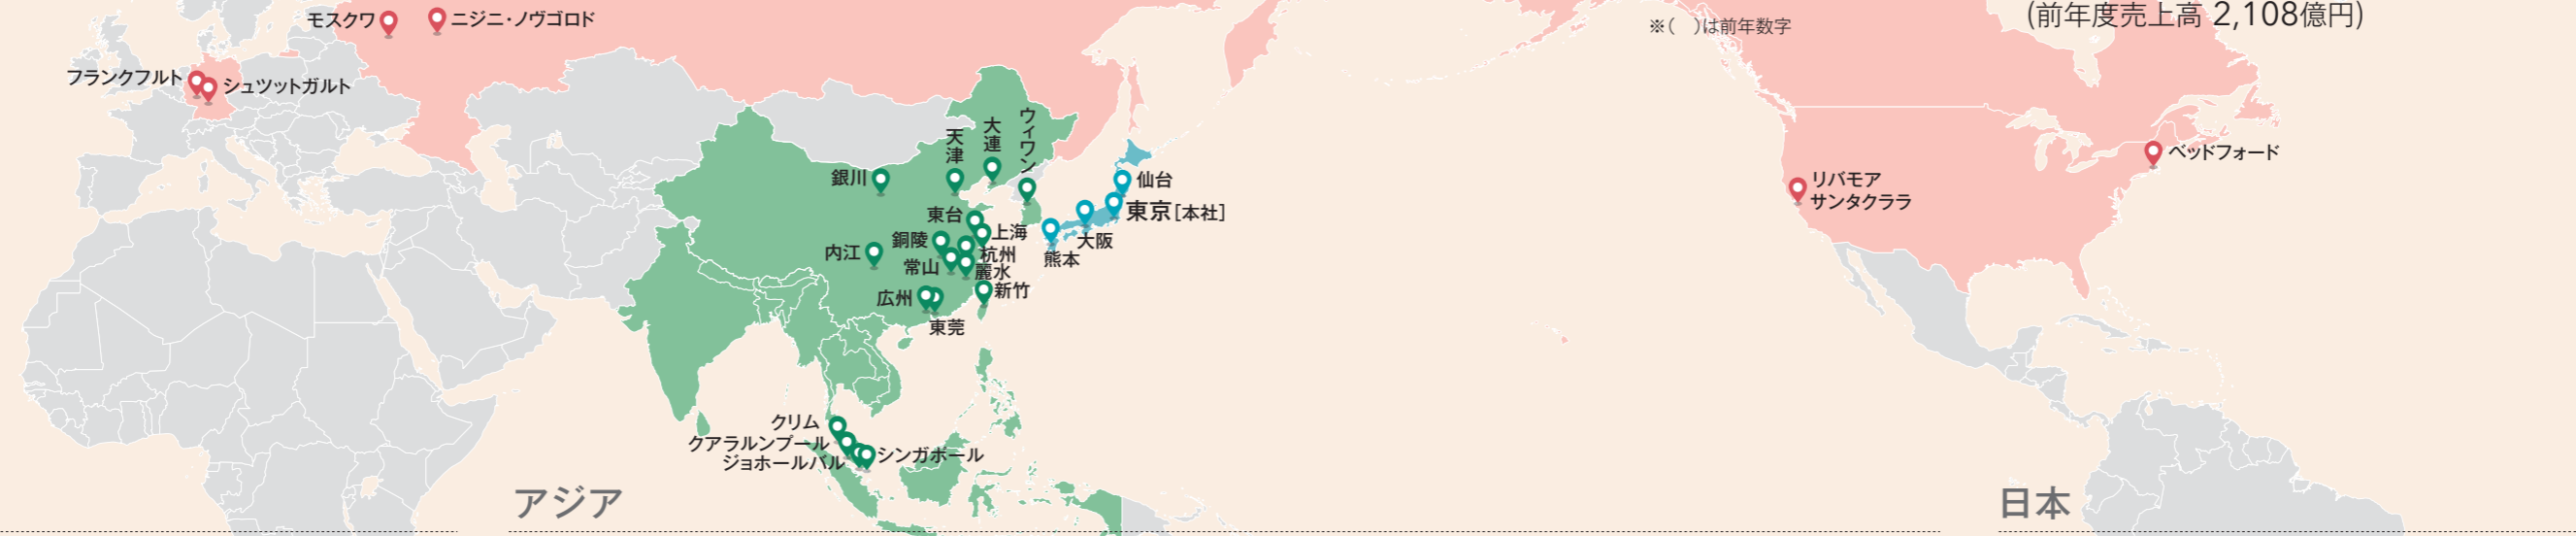 モスクワ
ニジニ・ノヴゴロド
※( )は前年数字
(前年度売上高 2,108億円)
フランクフルト
シュツットガルト
ウィワン
大連
天津
銀川
ベッドフォード
仙台
リバモア
サンタクララ
東京[本社]
東台
上海
銅陵
大阪
内江
杭州
熊本
常山
麗水
新竹
広州
東莞
クリム
クアラルンプール
シンガポール
ジョホールバル
アジア
日本